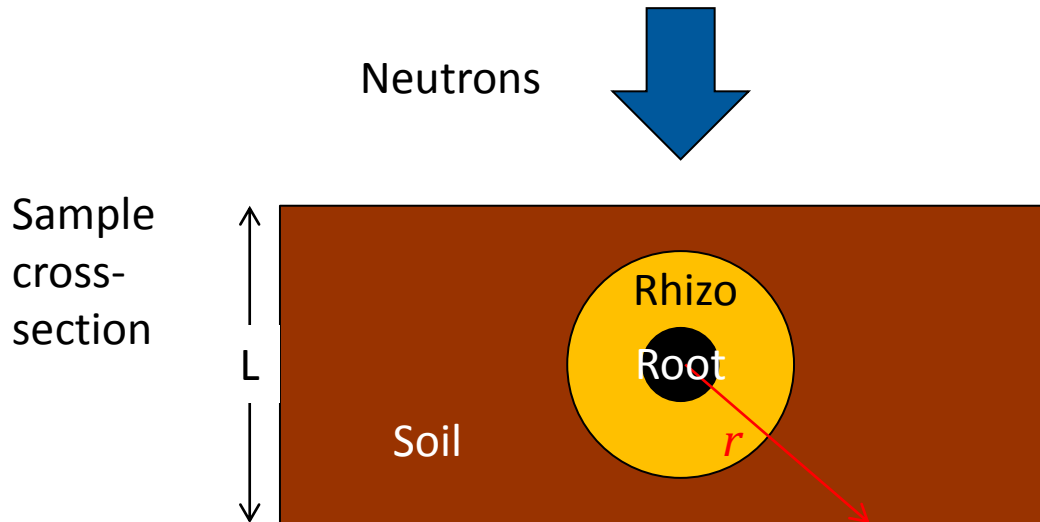 Neutrons
Sample
cross-
section
L
Rhizo
Root
r
Soil